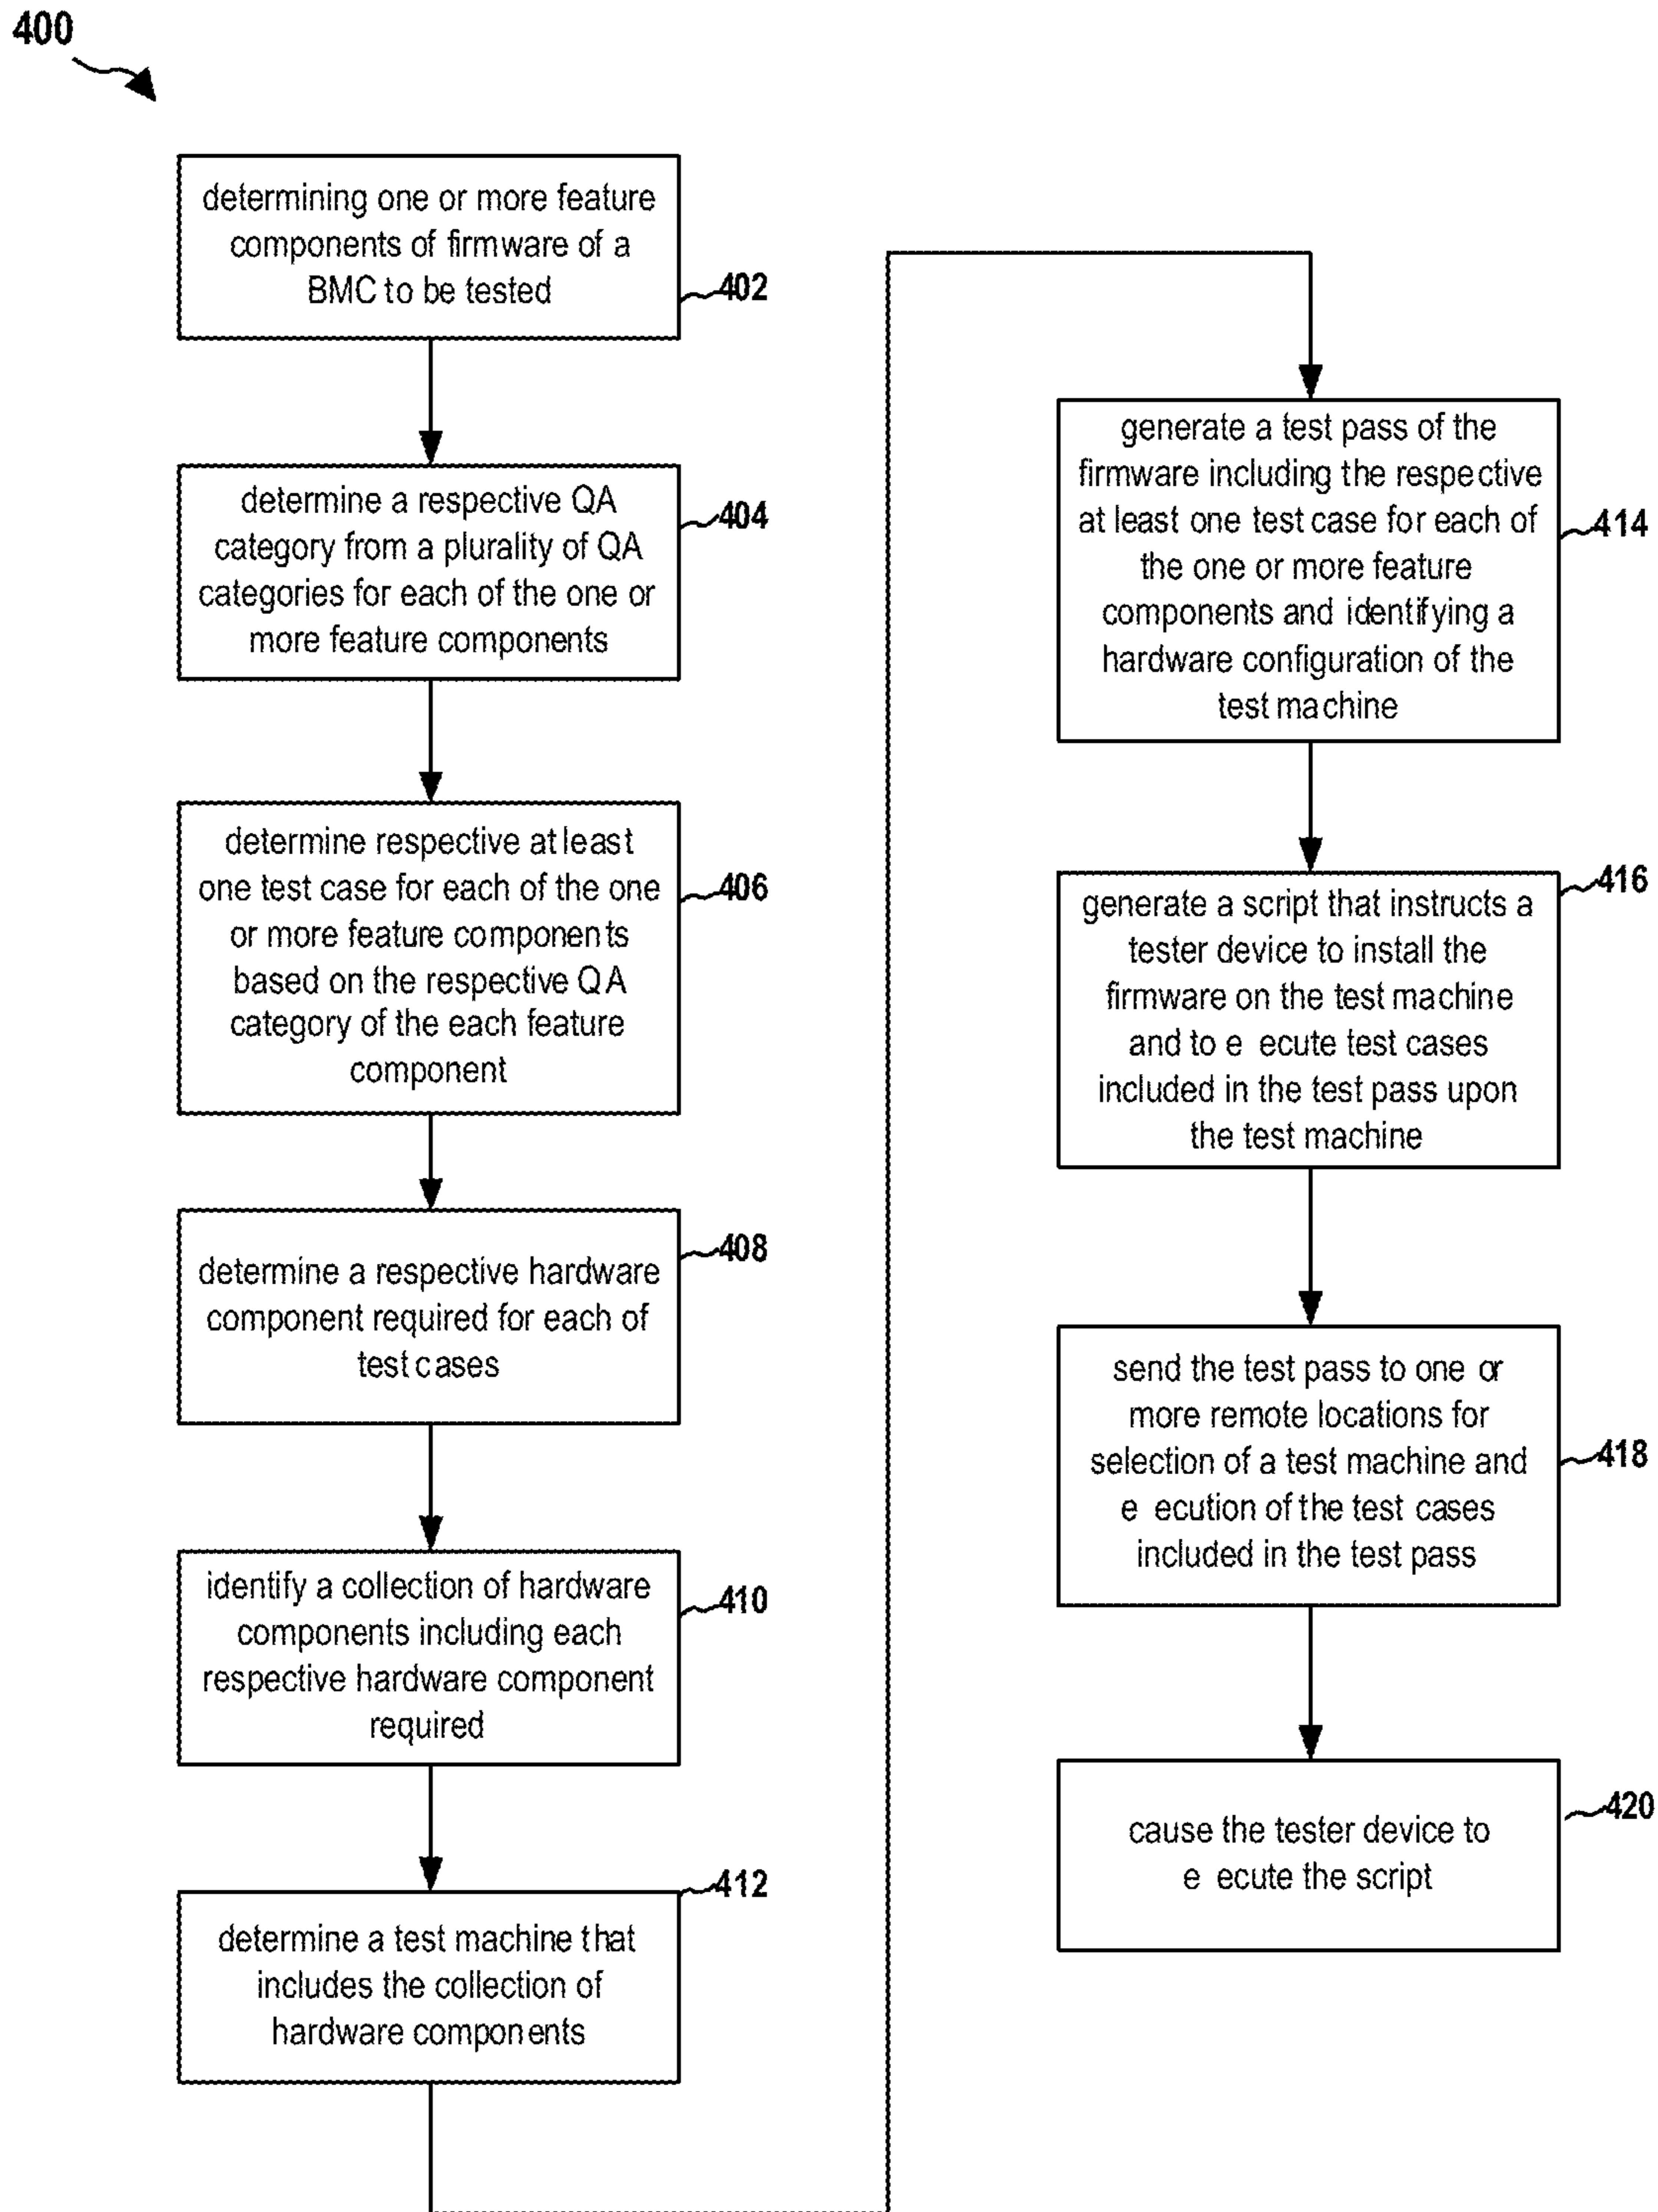 400
determining one or more feature
components of firmware of a
BMC to be tested
402
determine a respective QA
category from a plurality of QA
categories for each of the one or
more feature components
404
determine respective at least
one test case for each of the one
or more feature components
based on the respective QA
category of the each feature
component
406
determine a respective hardware
component required for each of
test cases
408
identify a collection of hardware
components including each
respective hardware component
required
410
determine a test machine that
includes the collection of
hardware components
412
generate a test pass of the
firmware including the respective
at least one test case for each of
the one or more feature
components and identifying a
hardware configuration of the
test machine
414
generate a script that instructs a
tester device to install the
firmware on the test machine
and to e ecute test cases
included in the test pass upon
the test machine
416
send the test pass to one or
more remote locations for
selection of a test machine and
e ecution of the test cases
included in the test pass
418
cause the tester device to
e ecute the script
420